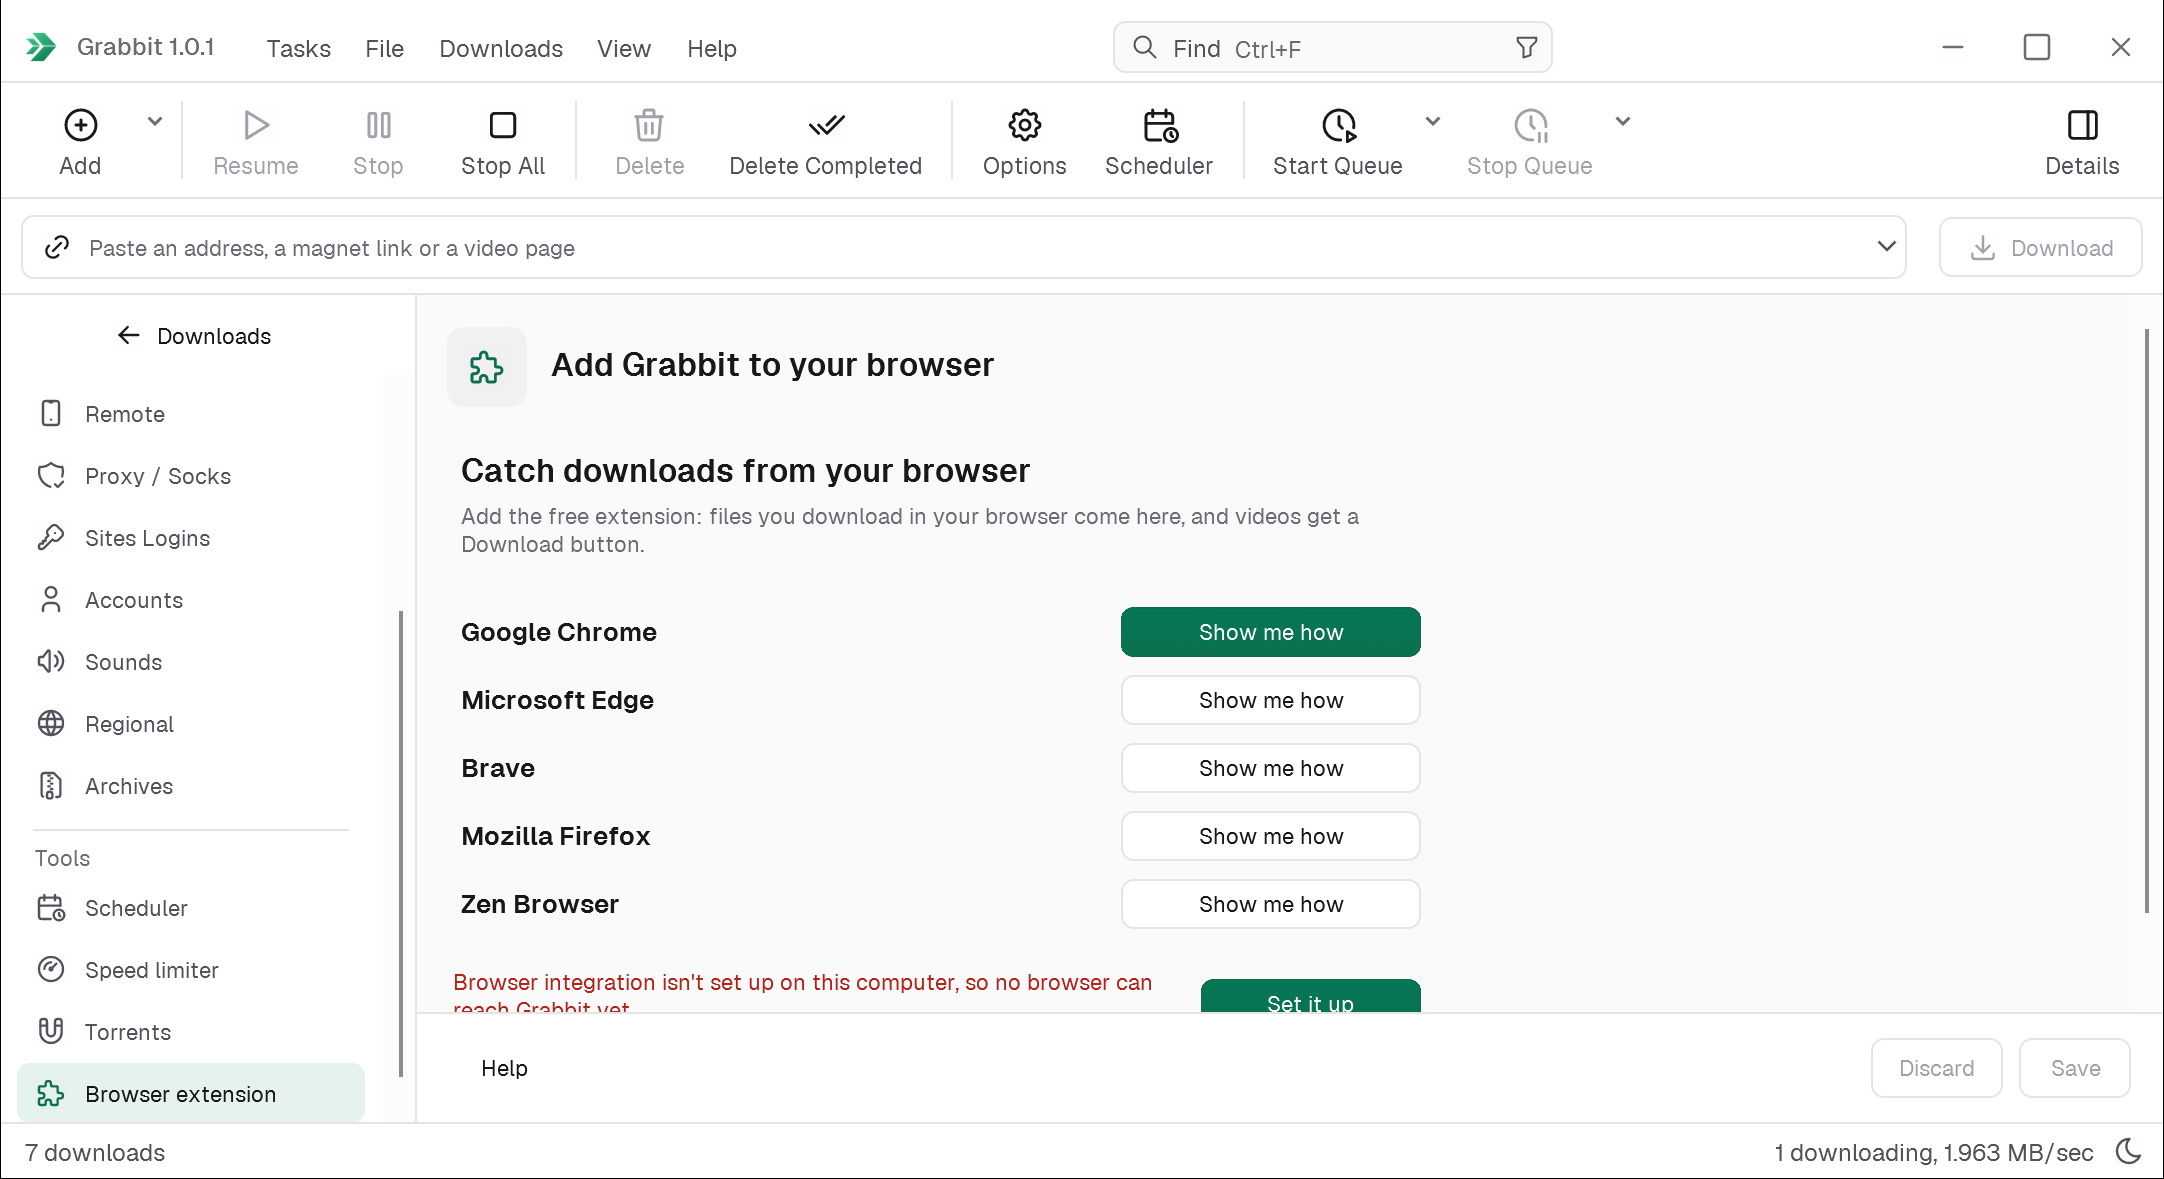 Grabbit 1.0.1
Tasks File Downloads View Help
Find Ctrl+F
Add Resume Stop Stop All Delete Delete Completed Options Scheduler Start Queue Stop Queue Details
Paste an address, a magnet link or a video page
Download
Downloads
Remote
Proxy / Socks
Sites Logins
Accounts
Sounds
Regional
Archives
Tools
Scheduler
Speed limiter
Torrents
Browser extension
Add Grabbit to your browser
Catch downloads from your browser
Add the free extension: files you download in your browser come here, and videos get a
Download button.
Google Chrome Show me how
Microsoft Edge Show me how
Brave Show me how
Mozilla Firefox Show me how
Zen Browser Show me how
Browser integration isn't set up on this computer, so no browser can
reach Grabbit yet
Set it up
Help
Discard Save
7 downloads
1 downloading, 1.963 MB/sec